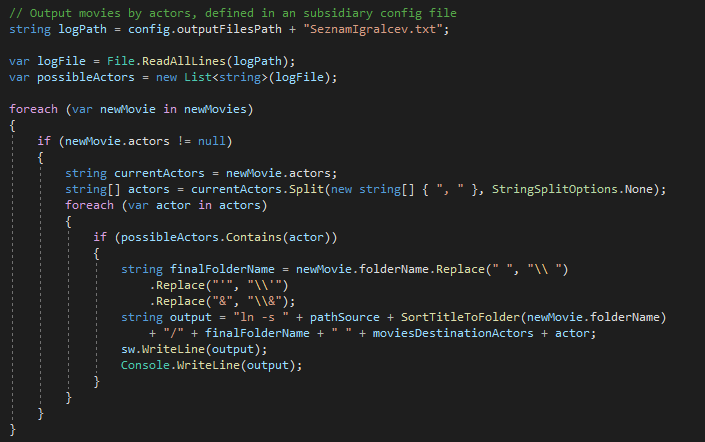 // Output movies by actors, defined in an subsidiary config file
string logPath = config.outputFilesPath + "SeznamIgralcev.txt";
var logFile = File.ReadAllLines(logPath);
var possibleActors = new List<string>(logFile);
foreach (var newMovie in newMovies)
{
if (newMovie.actors != null)
{
string currentActors = newMovie.actors;
string[] actors = currentActors.Split(new string[] { ", " }, StringSplitOptions.None);
foreach (var actor in actors)
{
if (possibleActors.Contains(actor))
{
string finalFolderName = newMovie.folderName.Replace(" ", "\\ ")
.Replace("'", "\\'")
.Replace("&", "\\&");
string output = "ln -s " + pathSource + SortTitleToFolder(newMovie.folderName)
+ "/" + finalFolderName + " " + moviesDestinationActors + actor;
sw.WriteLine(output);
Console.WriteLine(output);
}
}
}
}